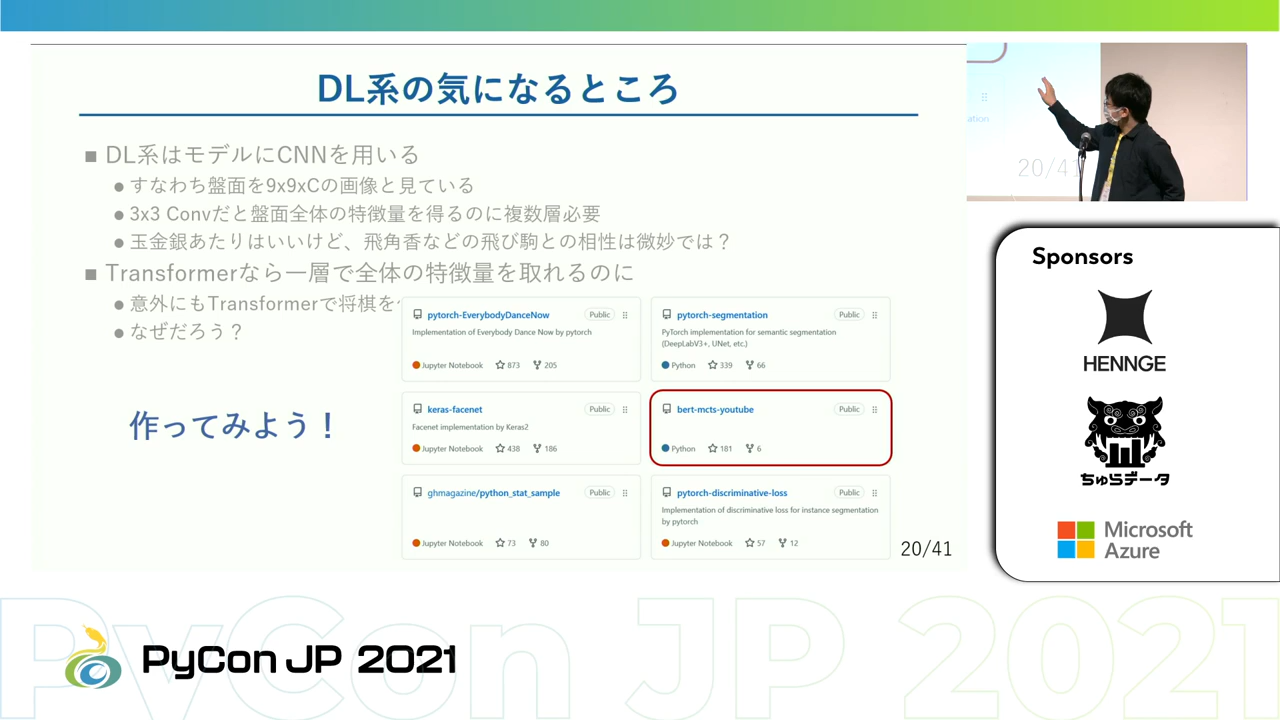 DL系の気になるところ
DL系はモデルにCNNを用いる
すなわち盤面を9x9xCの画像と見ている
3x3 Convだと盤面全体の特徴量を得るのに複数層必要
玉金銀あたりはいいけど、飛角香などの飛び駒との相性は微妙では？
Transformerなら一層で全体の特徴量を取れるのに
意外にもTransformerで将棋を
なぜだろう？
作ってみよう！
pytorch-EverybodyDanceNow Public
Implementation of Everybody Dance Now by pytorch
Jupyter Notebook 873 205
pytorch-segmentation Public
PyTorch implementation for semantic segmentation
(DeepLabV3+, UNet, etc.)
Python 339 66
keras-facenet Public
Facenet implementation by Keras2
Jupyter Notebook 438 186
bert-mcts-youtube Public
Python 181 6
ghmagazine/python_stat_sample Public
Jupyter Notebook 73 80
pytorch-discriminative-loss Public
Implementation of discriminative loss for instance segmentation
by pytorch
Jupyter Notebook 57 12
20/41
ation
20/41
Sponsors
HENNGE
ちゅらデータ
Microsoft
Azure
PyCon JP 2021
PyCon JP 2021